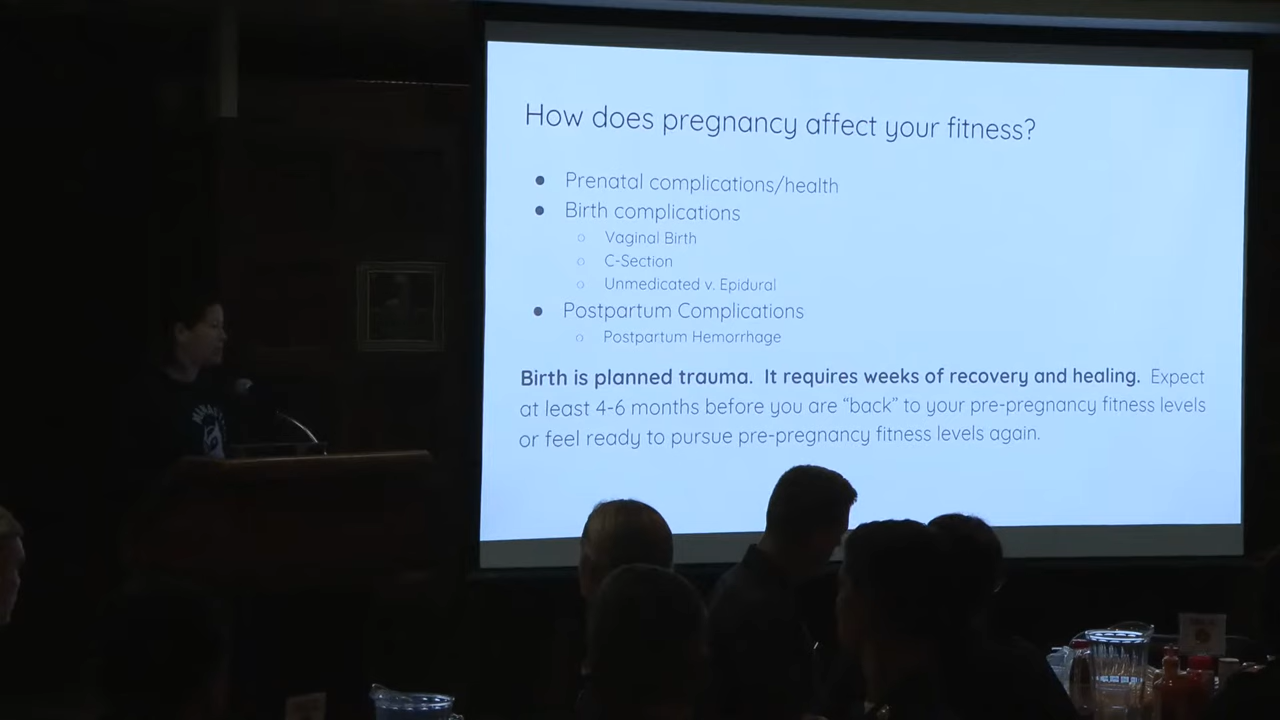 How does pregnancy affect your fitness?
● Prenatal complications/health
● Birth complications
○ Vaginal Birth
○ C-Section
○ Unmedicated v. Epidural
● Postpartum Complications
○ Postpartum Hemorrhage
Birth is planned trauma. It requires weeks of recovery and healing. Expect
at least 4-6 months before you are “back” to your pre-pregnancy fitness levels
or feel ready to pursue pre-pregnancy fitness levels again.